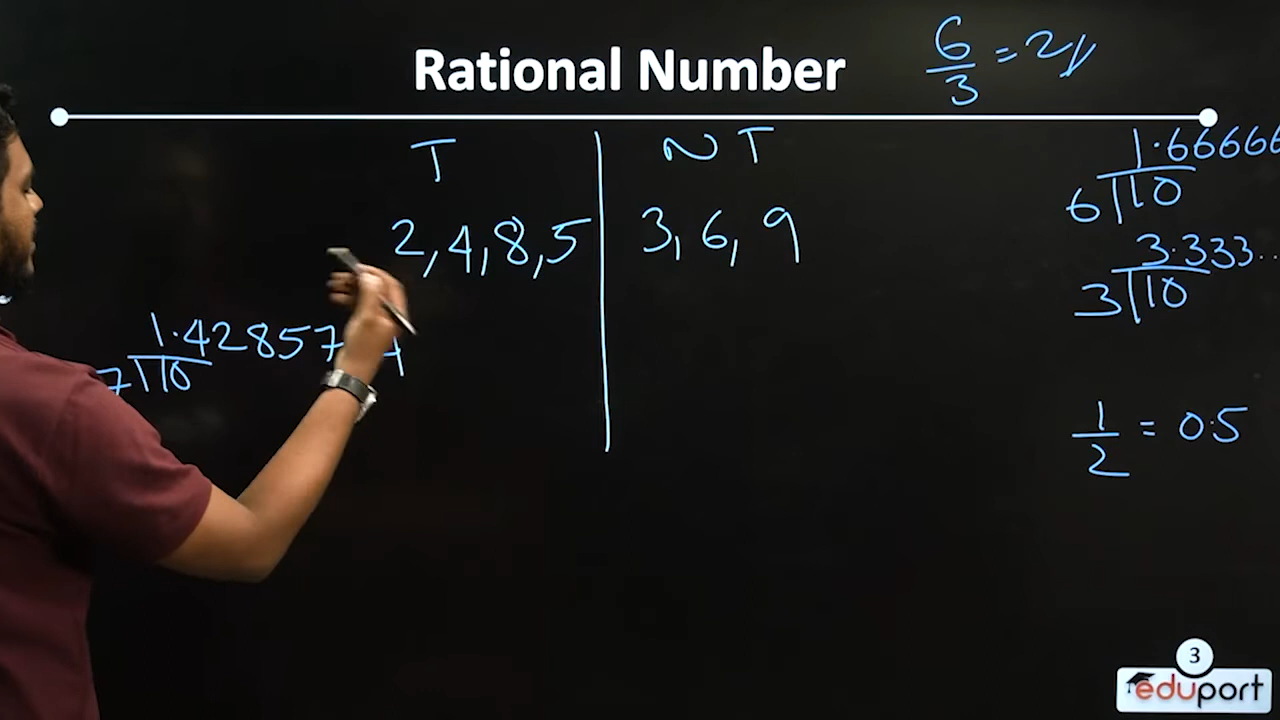 Rational Number
6/3 = 2
T
N T
2, 4, 8, 5
3, 6, 9
1.66666
6 10
3.333...
3 10
1.42857
7 10
1/2 = 0.5
3
eduport